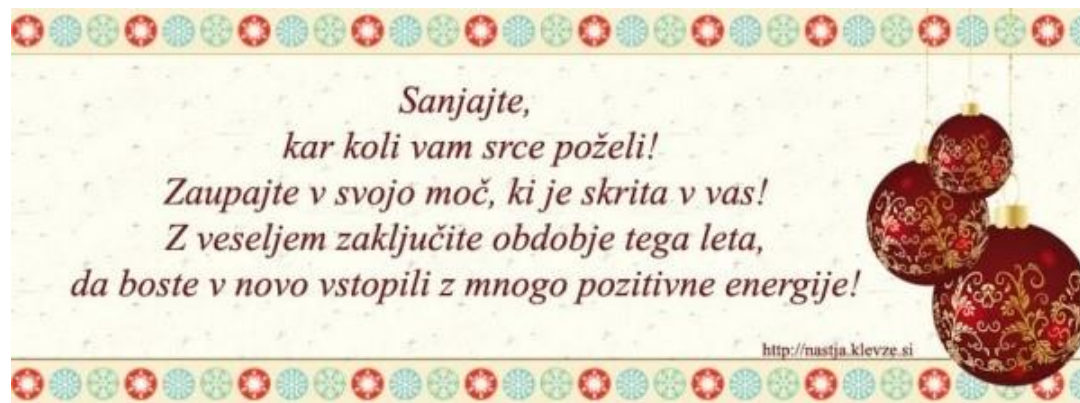 Sanjajte,
kar koli vam srce poželi!
Zaupajte v svojo moč, ki je skrita v vas!
Z veseljem zaključite obdobje tega leta,
da boste v novo vstopili z mnogo pozitivne energije!
http://nastja.klevze.si